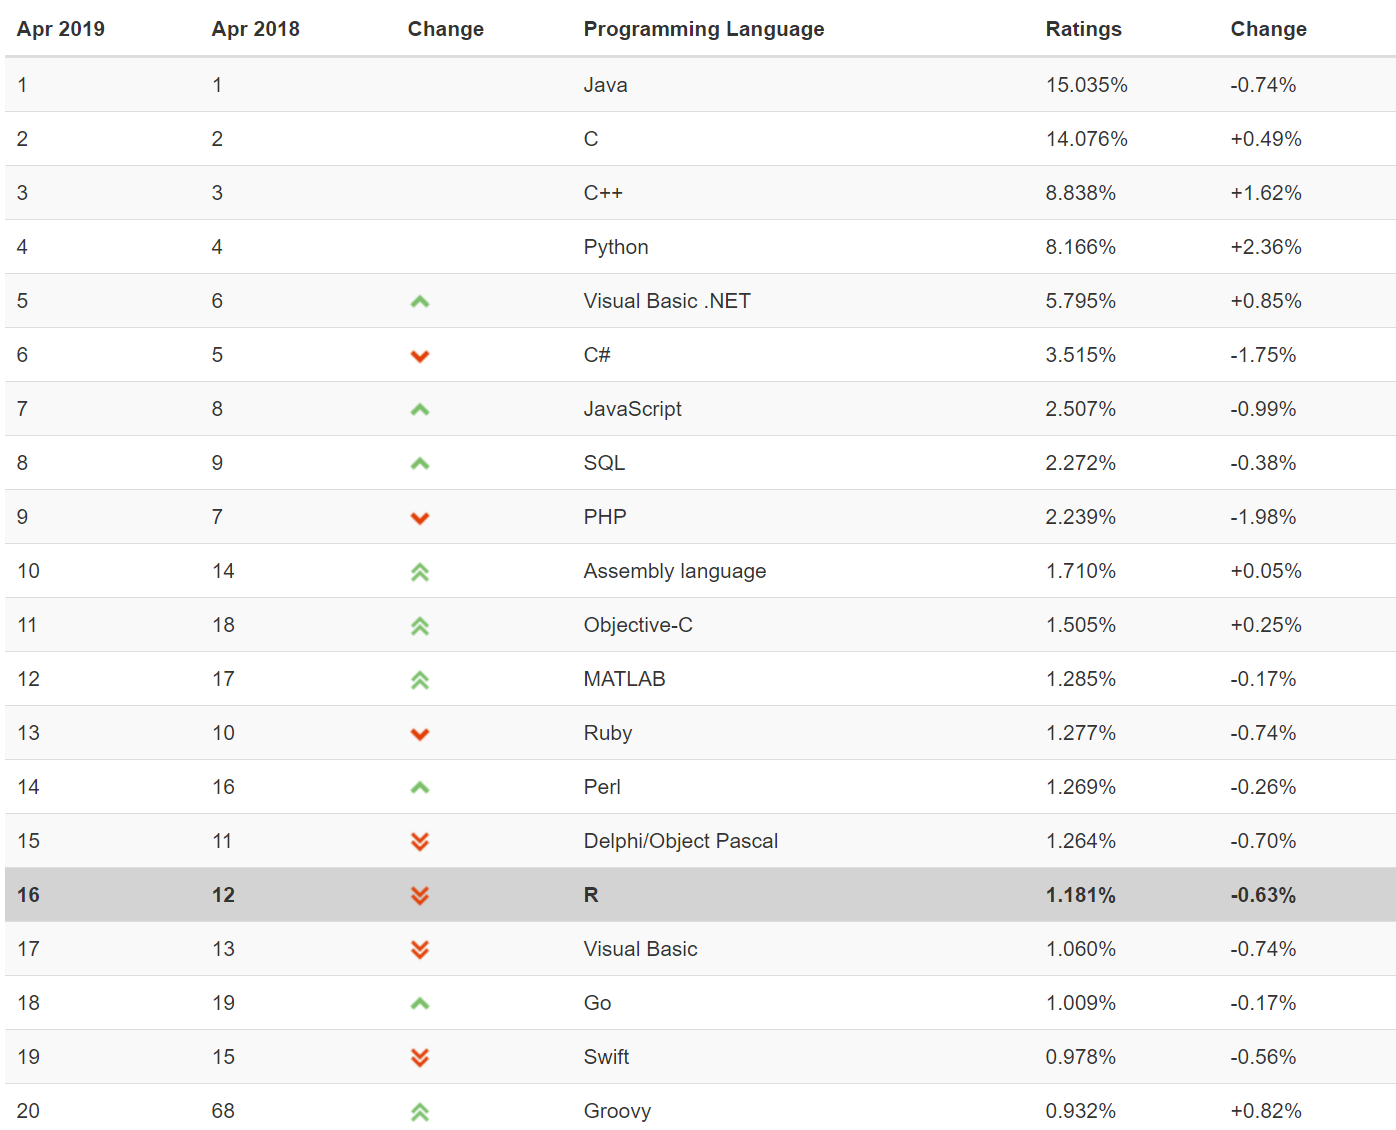 Apr 2019 Apr 2018 Change Programming Language Ratings Change
1 1 Java 15.035% -0.74%
2 2 C 14.076% +0.49%
3 3 C++ 8.838% +1.62%
4 4 Python 8.166% +2.36%
5 6 Visual Basic .NET 5.795% +0.85%
6 5 C# 3.515% -1.75%
7 8 JavaScript 2.507% -0.99%
8 9 SQL 2.272% -0.38%
9 7 PHP 2.239% -1.98%
10 14 Assembly language 1.710% +0.05%
11 18 Objective-C 1.505% +0.25%
12 17 MATLAB 1.285% -0.17%
13 10 Ruby 1.277% -0.74%
14 16 Perl 1.269% -0.26%
15 11 Delphi/Object Pascal 1.264% -0.70%
16 12 R 1.181% -0.63%
17 13 Visual Basic 1.060% -0.74%
18 19 Go 1.009% -0.17%
19 15 Swift 0.978% -0.56%
20 68 Groovy 0.932% +0.82%